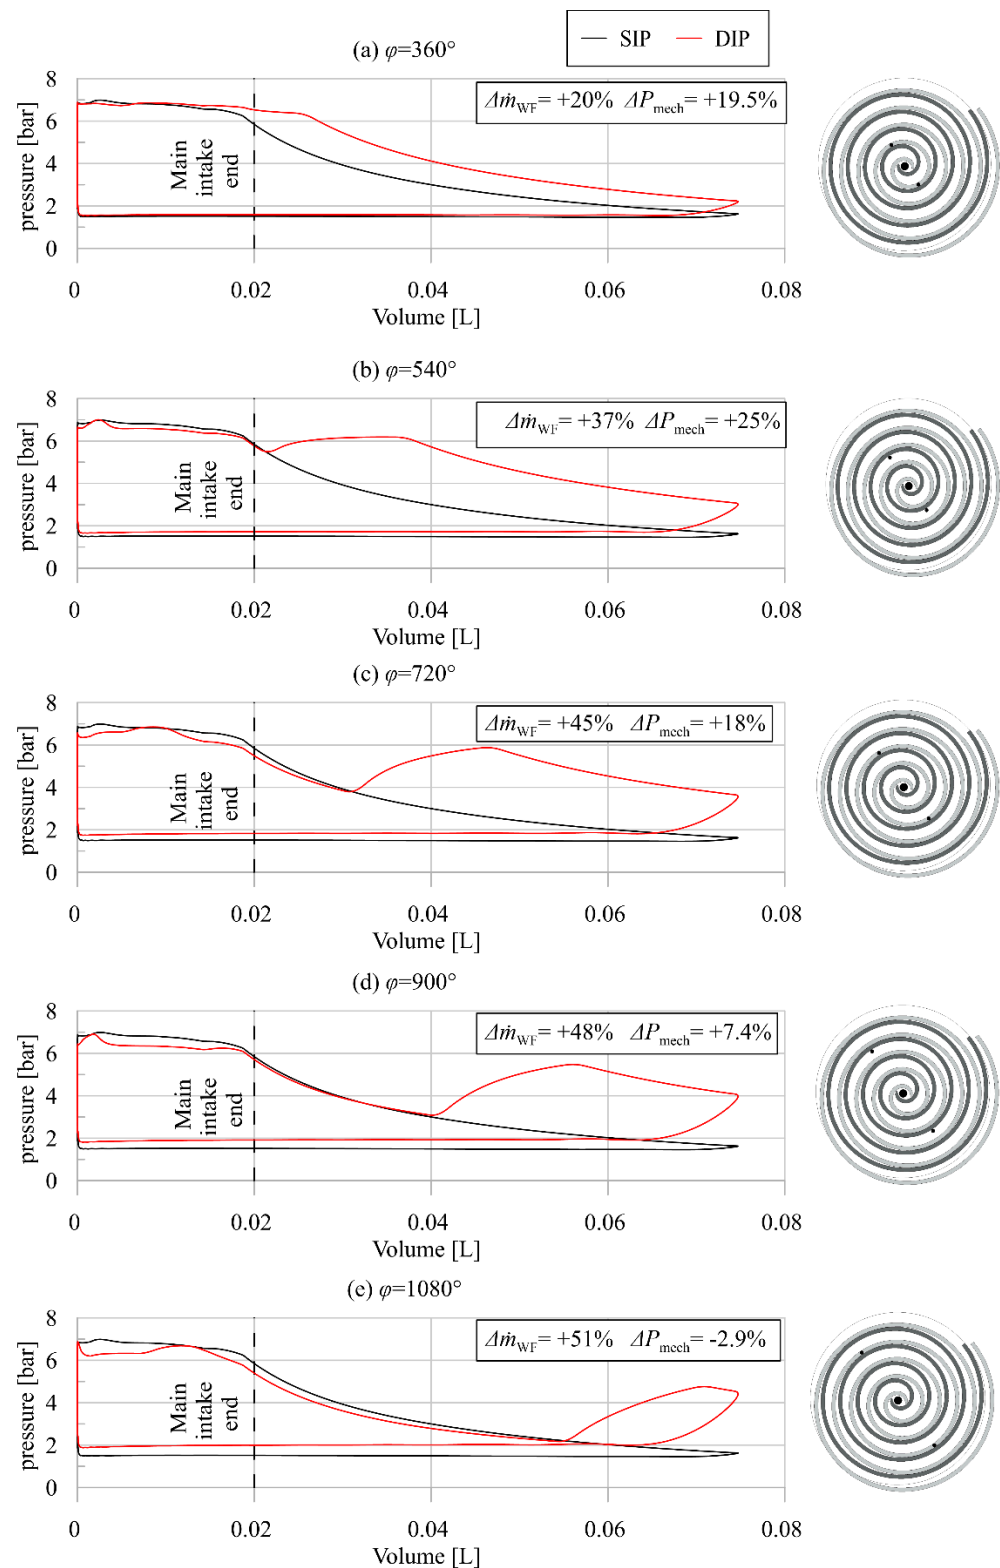 SIP DIP
(a) φ=360°
8
6
4
2
0
pressure [bar]
Main
intake
end
Δṁ_WF= +20% ΔP_mech= +19.5%
0 0.02 0.04 0.06 0.08
Volume [L]
(b) φ=540°
8
6
4
2
0
pressure [bar]
Main
intake
end
Δṁ_WF= +37% ΔP_mech= +25%
0 0.02 0.04 0.06 0.08
Volume [L]
(c) φ=720°
8
6
4
2
0
pressure [bar]
Main
intake
end
Δṁ_WF= +45% ΔP_mech= +18%
0 0.02 0.04 0.06 0.08
Volume [L]
(d) φ=900°
8
6
4
2
0
pressure [bar]
Main
intake
end
Δṁ_WF= +48% ΔP_mech= +7.4%
0 0.02 0.04 0.06 0.08
Volume [L]
(e) φ=1080°
8
6
4
2
0
pressure [bar]
Main
intake
end
Δṁ_WF= +51% ΔP_mech= -2.9%
0 0.02 0.04 0.06 0.08
Volume [L]